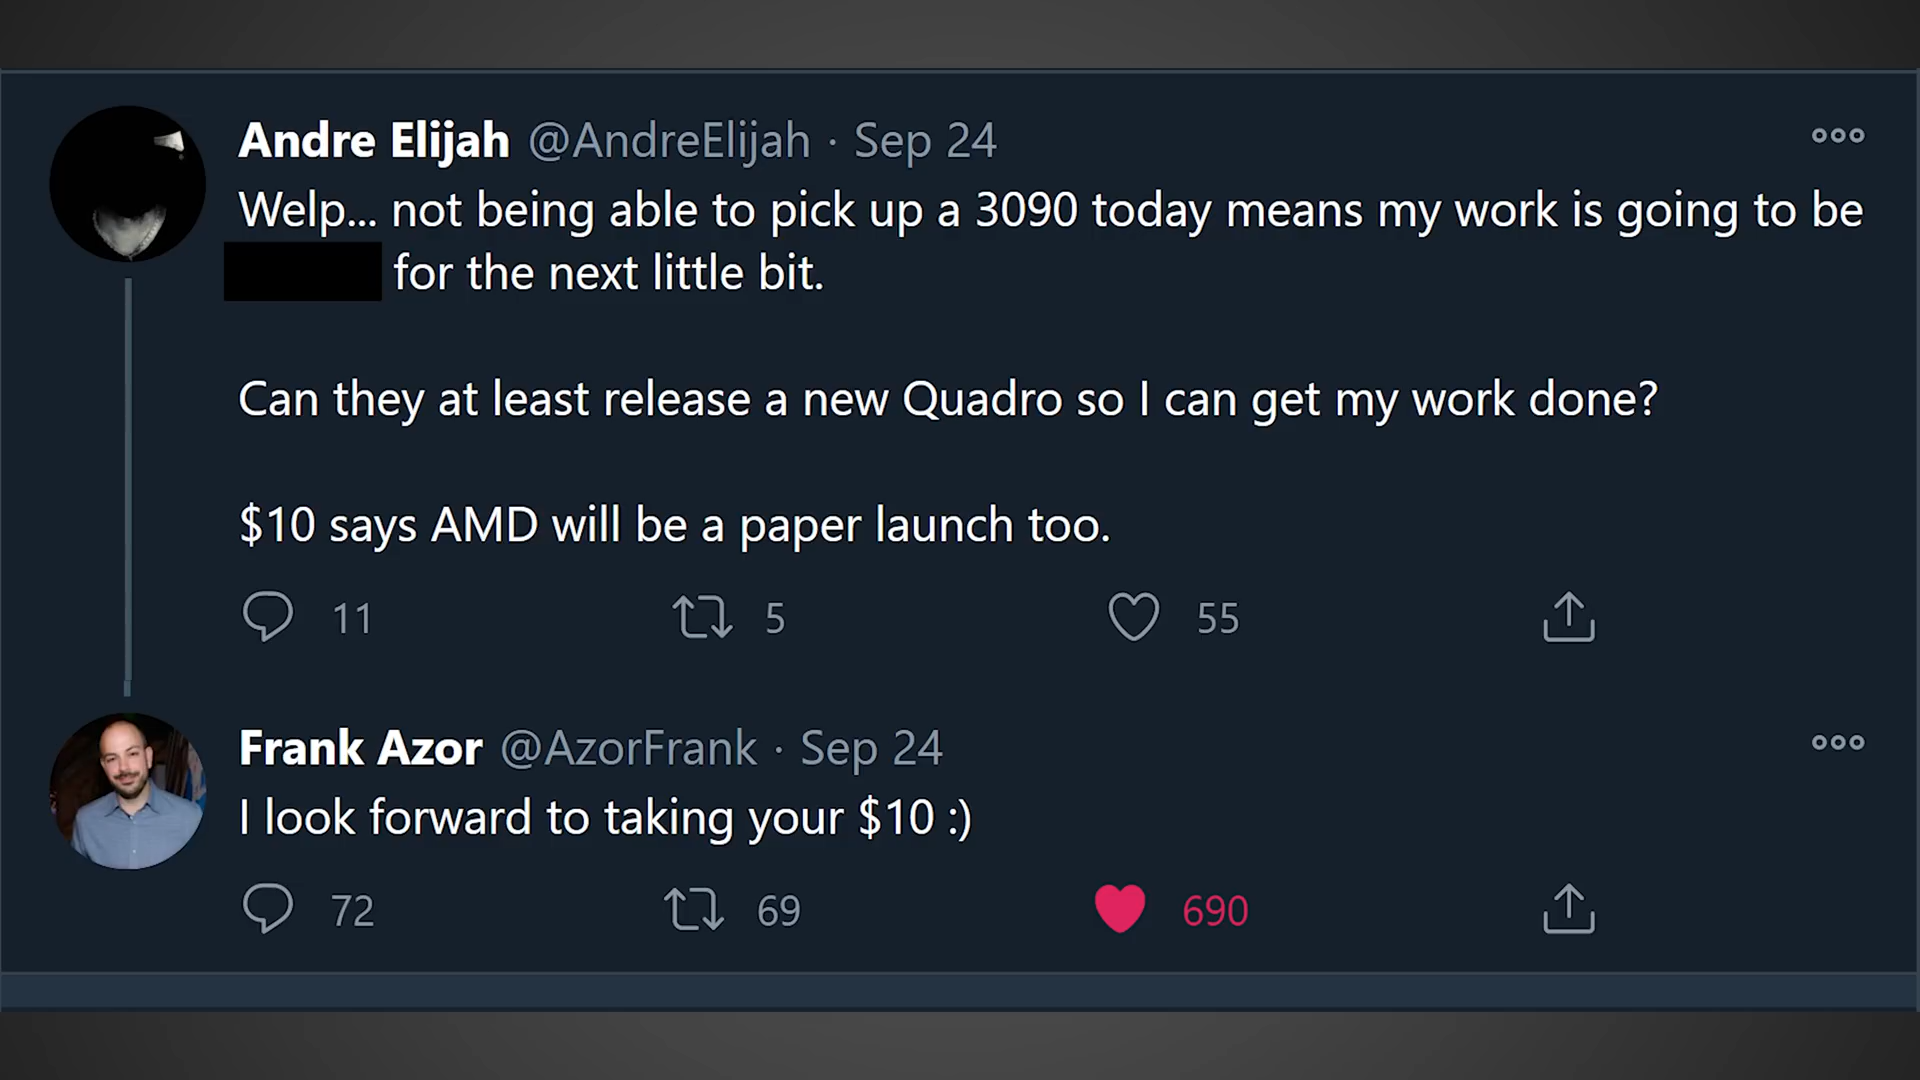 Andre Elijah @AndreElijah · Sep 24
Welp... not being able to pick up a 3090 today means my work is going to be
for the next little bit.
Can they at least release a new Quadro so I can get my work done?
$10 says AMD will be a paper launch too.
11 5 55
Frank Azor @AzorFrank · Sep 24
I look forward to taking your $10 :)
72 69 690